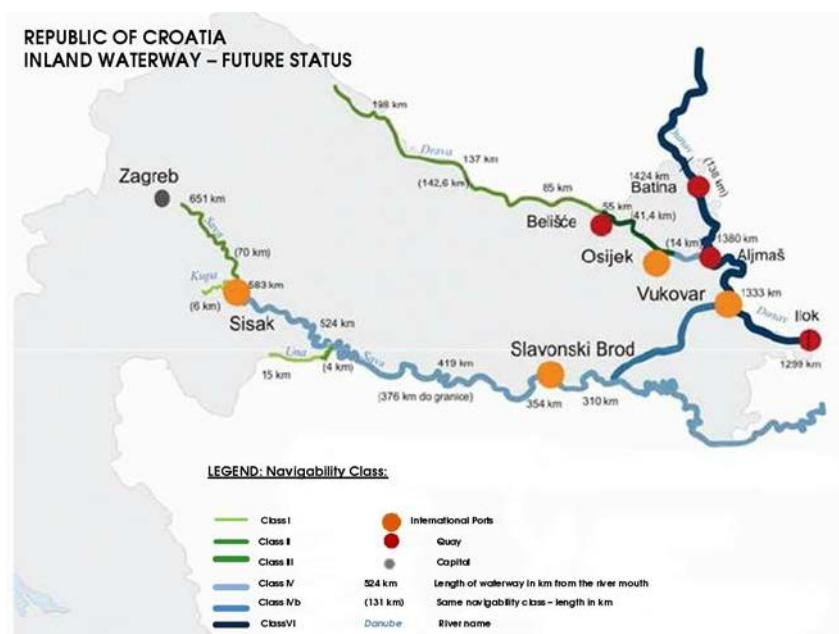 REPUBLIC OF CROATIA
INLAND WATERWAY – FUTURE STATUS
198 km
Drava
137 km
(142,6 km)
85 km
Dunav
1424 km
(138 km)
Batina
Zagreb
651 km
Sava
(70 km)
Kupa
(6 km)
583 km
Sisak
Belišće
55 km
(41,4 km)
Osijek
(14 km)
1380 km
Aljmaš
Vukovar
1333 km
Dunav
Ilok
1299 km
524 km
Una
(4 km)
15 km
Sava
419 km
(376 km do granice)
Slavonski Brod
354 km
310 km
LEGEND: Navigability Class:
Class I
International Ports
Class II
Quay
Class III
Capital
Class IV
524 km
Length of waterway in km from the river mouth
Class IVb
(131 km)
Same navigability class – length in km
ClassVI
Danube
River name